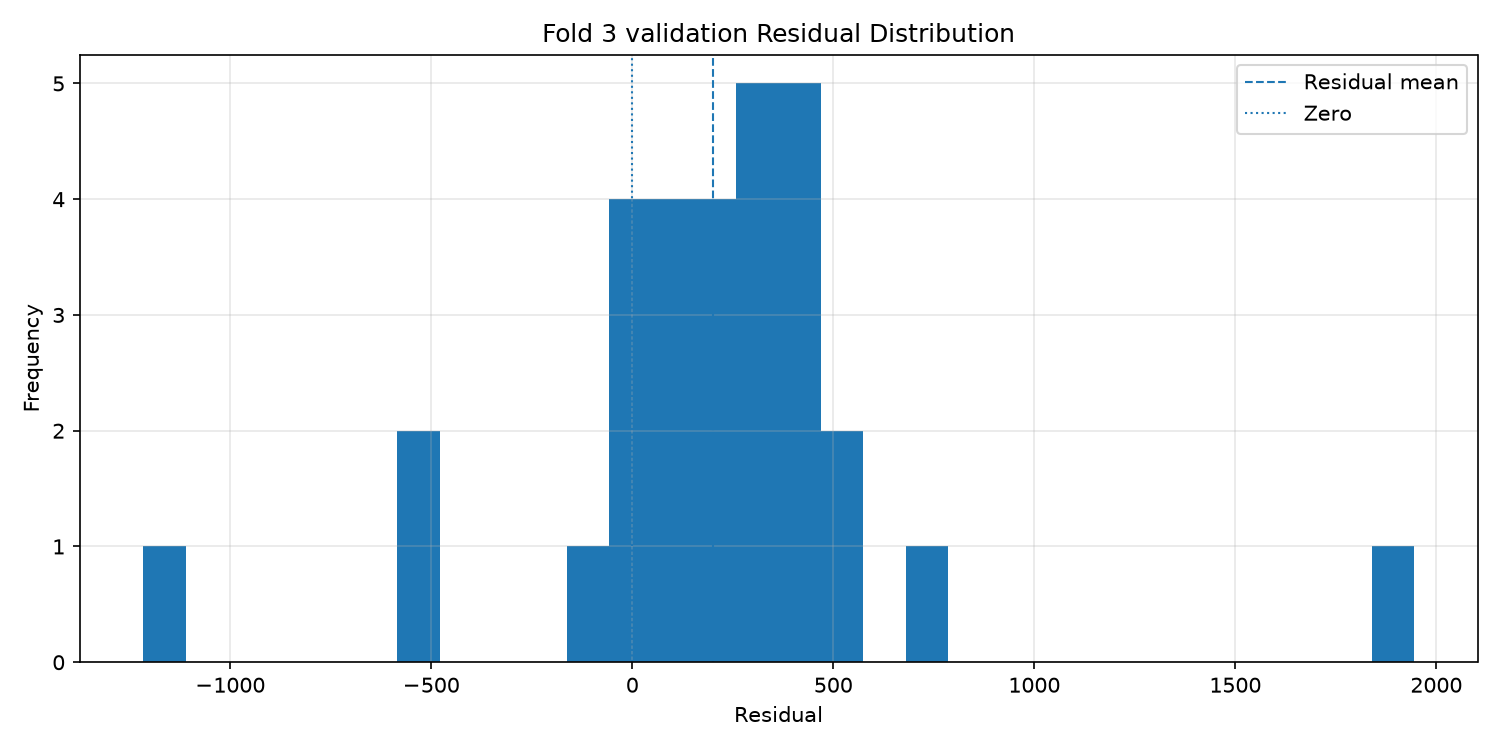 Fold 3 validation Residual Distribution
Residual mean
Zero
5
4
3
2
1
0
Frequency
−1000
−500
0
500
1000
1500
2000
Residual